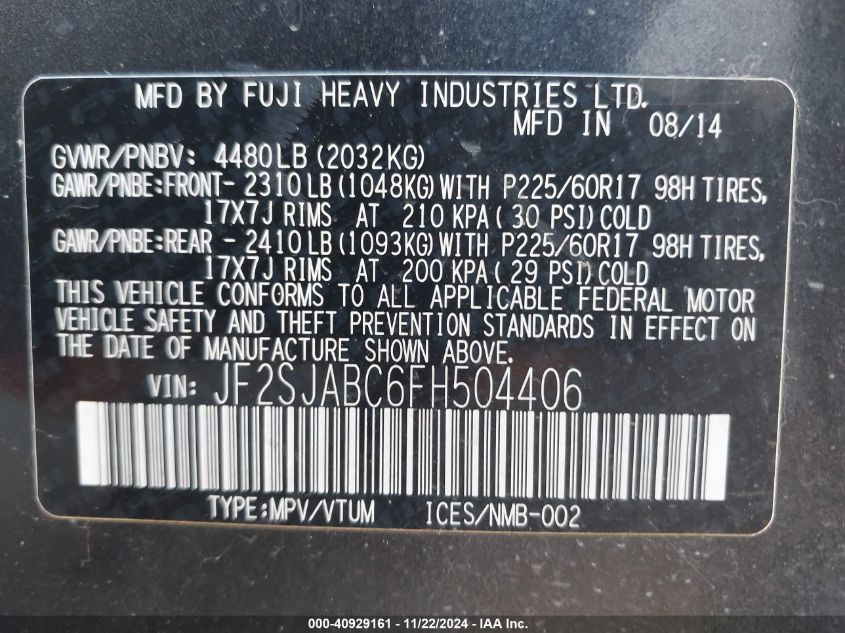 MFD BY FUJI HEAVY INDUSTRIES LTD.
MFD IN 08/14
GVWR/PNBV: 4480LB (2032KG)
GAWR/PNBE:FRONT- 2310LB (1048KG) WITH P225/60R17 98H TIRES,
17X7J RIMS AT 210 KPA ( 30 PSI) COLD
GAWR/PNBE:REAR - 2410LB (1093KG) WITH P225/60R17 98H TIRES,
17X7J RIMS AT 200 KPA ( 29 PSI) COLD
THIS VEHICLE CONFORMS TO ALL APPLICABLE FEDERAL MOTOR
VEHICLE SAFETY AND THEFT PREVENTION STANDARDS IN EFFECT ON
THE DATE OF MANUFACTURE SHOWN ABOVE.
VIN: JF2SJABC6FH504406
TYPE:MPV/VTUM ICES/NMB-002
000-40929161 - 11/22/2024 - IAA Inc.